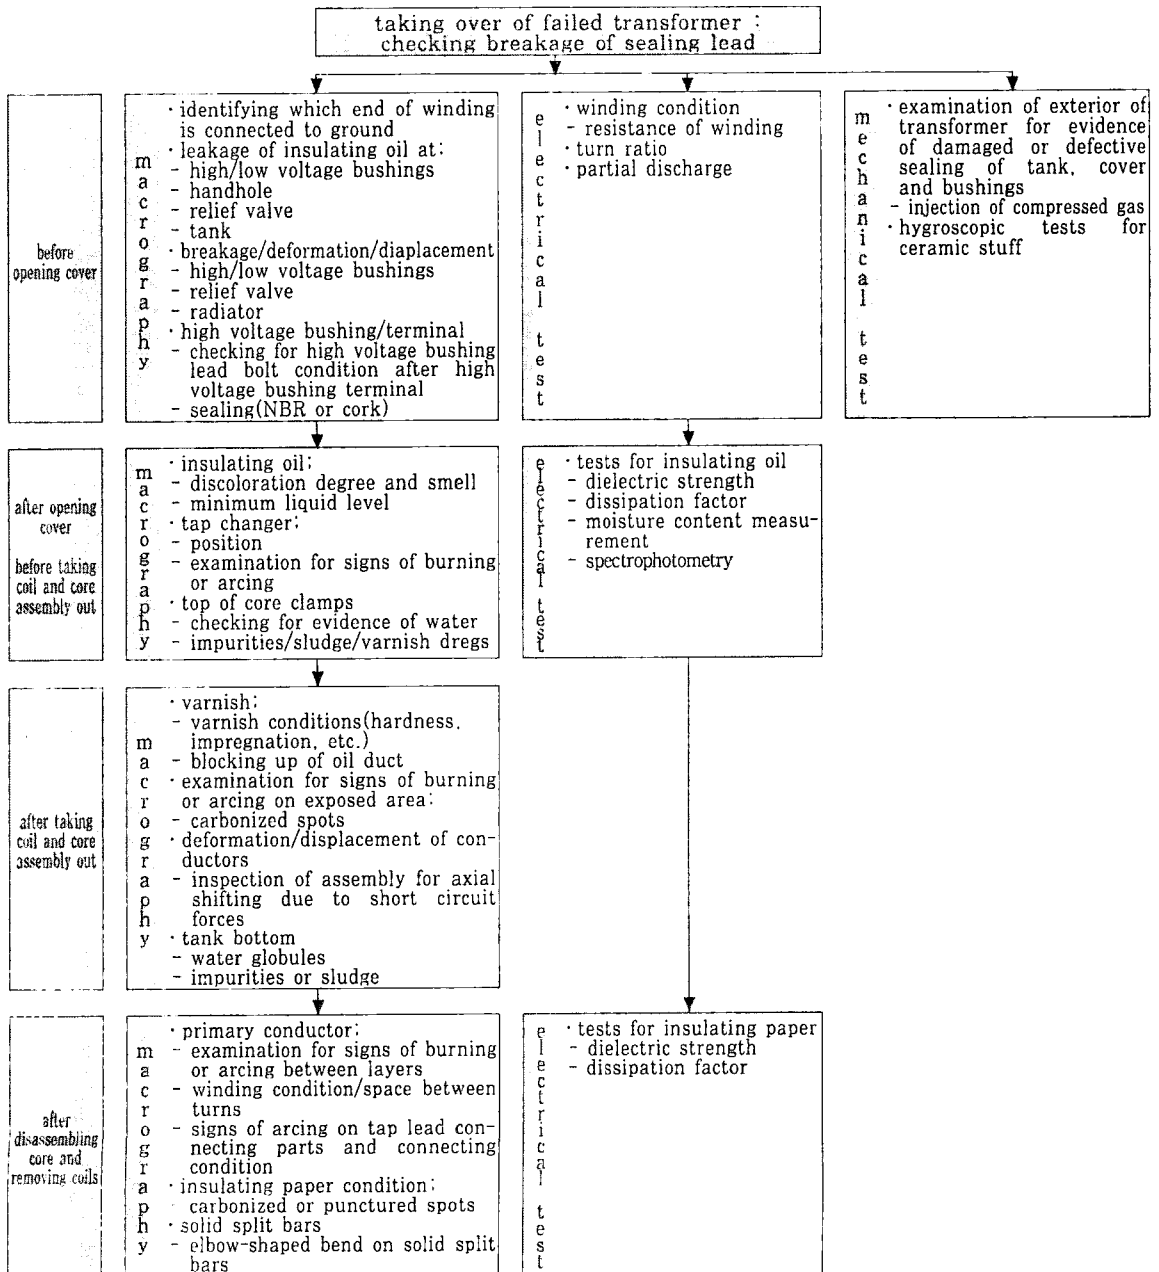 taking over of failed transformer :
checking breakage of sealing lead
before
opening cover
macrography
· identifying which end of winding
is connected to ground
· leakage of insulating oil at:
- high/low voltage bushings
- handhole
- relief valve
- tank
· breakage/deformation/diaplacement
- high/low voltage bushings
- relief valve
- radiator
· high voltage bushing/terminal
- checking for high voltage bushing
lead bolt condition after high
voltage bushing terminal
- sealing(NBR or cork)
electrical test
· winding condition
- resistance of winding
· turn ratio
· partial discharge
mechanical test
· examination of exterior of
transformer for evidence
of damaged or defective
sealing of tank, cover
and bushings
- injection of compressed gas
· hygroscopic tests for
ceramic stuff
after opening
cover
before taking
coil and core
assembly out
macrography
· insulating oil;
- discoloration degree and smell
- minimum liquid level
· tap changer;
- position
- examination for signs of burning
or arcing
· top of core clamps
- checking for evidence of water
- impurities/sludge/varnish dregs
electrical test
· tests for insulating oil
- dielectric strength
- dissipation factor
- moisture content measu-
rement
- spectrophotometry
after taking
coil and core
assembly out
macrography
· varnish;
- varnish conditions(hardness,
impregnation, etc.)
- blocking up of oil duct
· examination for signs of burning
or arcing on exposed area:
- carbonized spots
· deformation/displacement of con-
ductors
- inspection of assembly for axial
shifting due to short circuit
forces
· tank bottom
- water globules
- impurities or sludge
after
disassembling
core and
removing coils
macrography
· primary conductor;
- examination for signs of burning
or arcing between layers
- winding condition/space between
turns
- signs of arcing on tap lead con-
necting parts and connecting
condition
· insulating paper condition;
carbonized or punctured spots
· solid split bars
- elbow-shaped bend on solid split
bars
electrical test
· tests for insulating paper
- dielectric strength
- dissipation factor